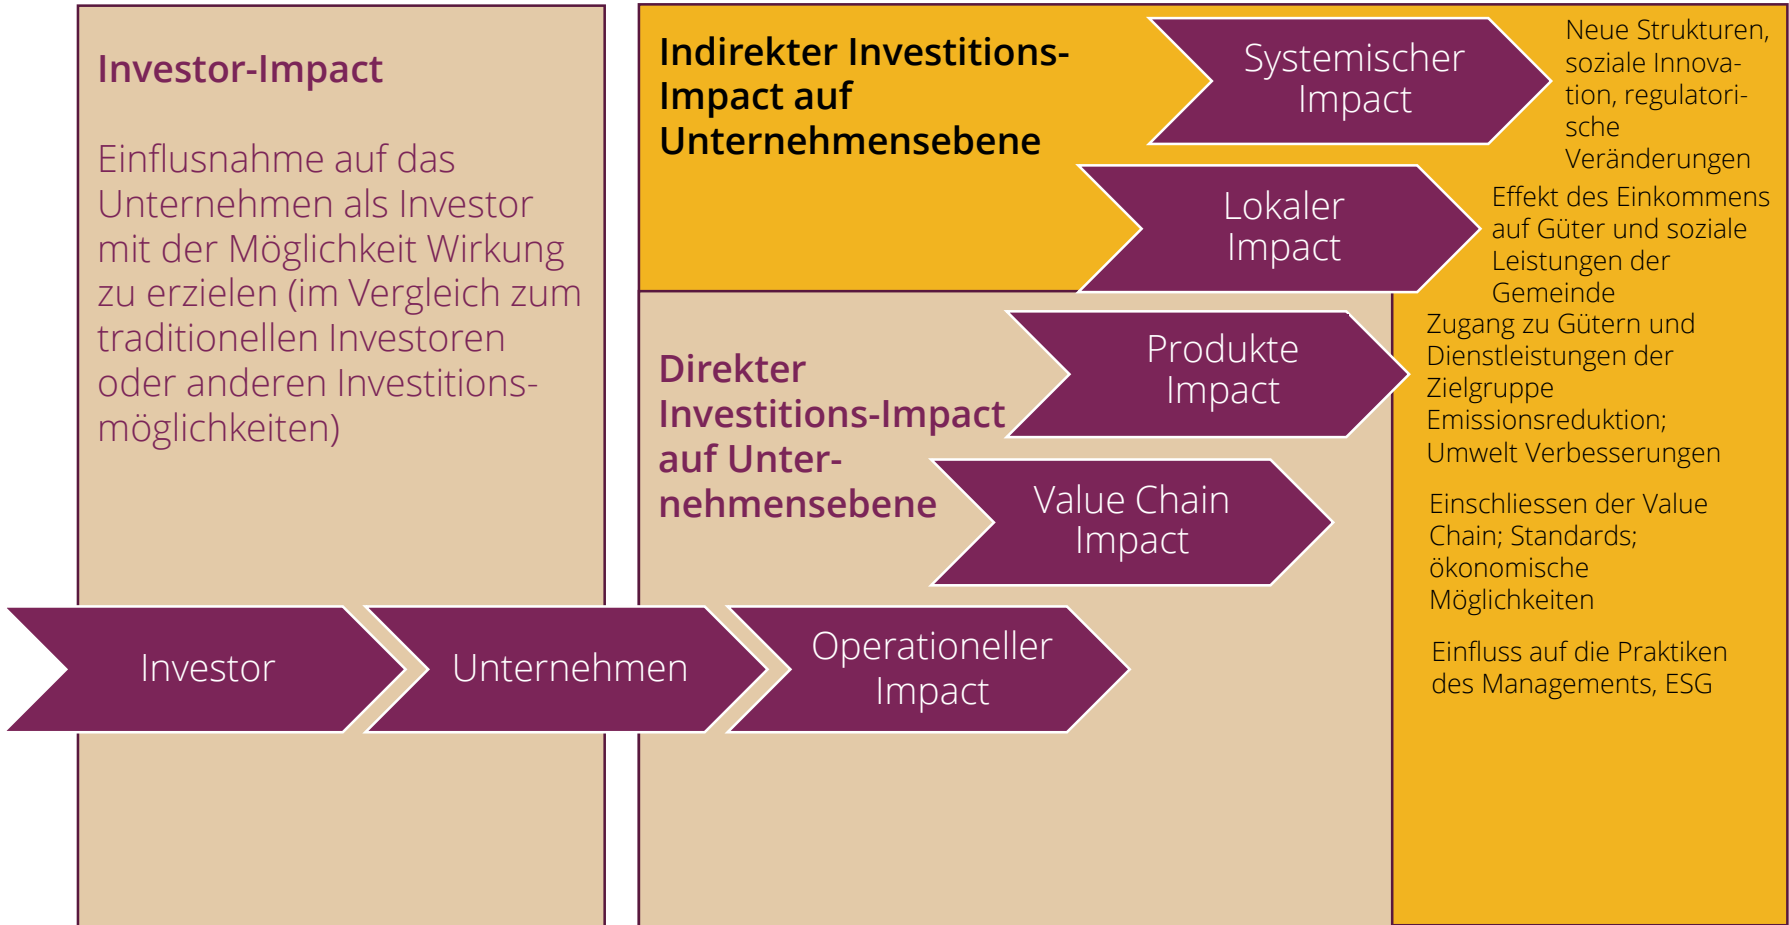 Investor-Impact
Einflusnahme auf das
Unternehmen als Investor
mit der Möglichkeit Wirkung
zu erzielen (im Vergleich zum
traditionellen Investoren
oder anderen Investitions-
möglichkeiten)
Indirekter Investitions-
Impact auf
Unternehmensebene
Systemischer
Impact
Neue Strukturen,
soziale Innova-
tion, regulatori-
sche
Veränderungen
Lokaler
Impact
Effekt des Einkommens
auf Güter und soziale
Leistungen der
Gemeinde
Direkter
Investitions-Impact
auf Unter-
nehmensebene
Produkte
Impact
Zugang zu Gütern und
Dienstleistungen der
Zielgruppe
Emissionsreduktion;
Umwelt Verbesserungen
Value Chain
Impact
Einschliessen der Value
Chain; Standards;
ökonomische
Möglichkeiten
Investor
Unternehmen
Operationeller
Impact
Einfluss auf die Praktiken
des Managements, ESG